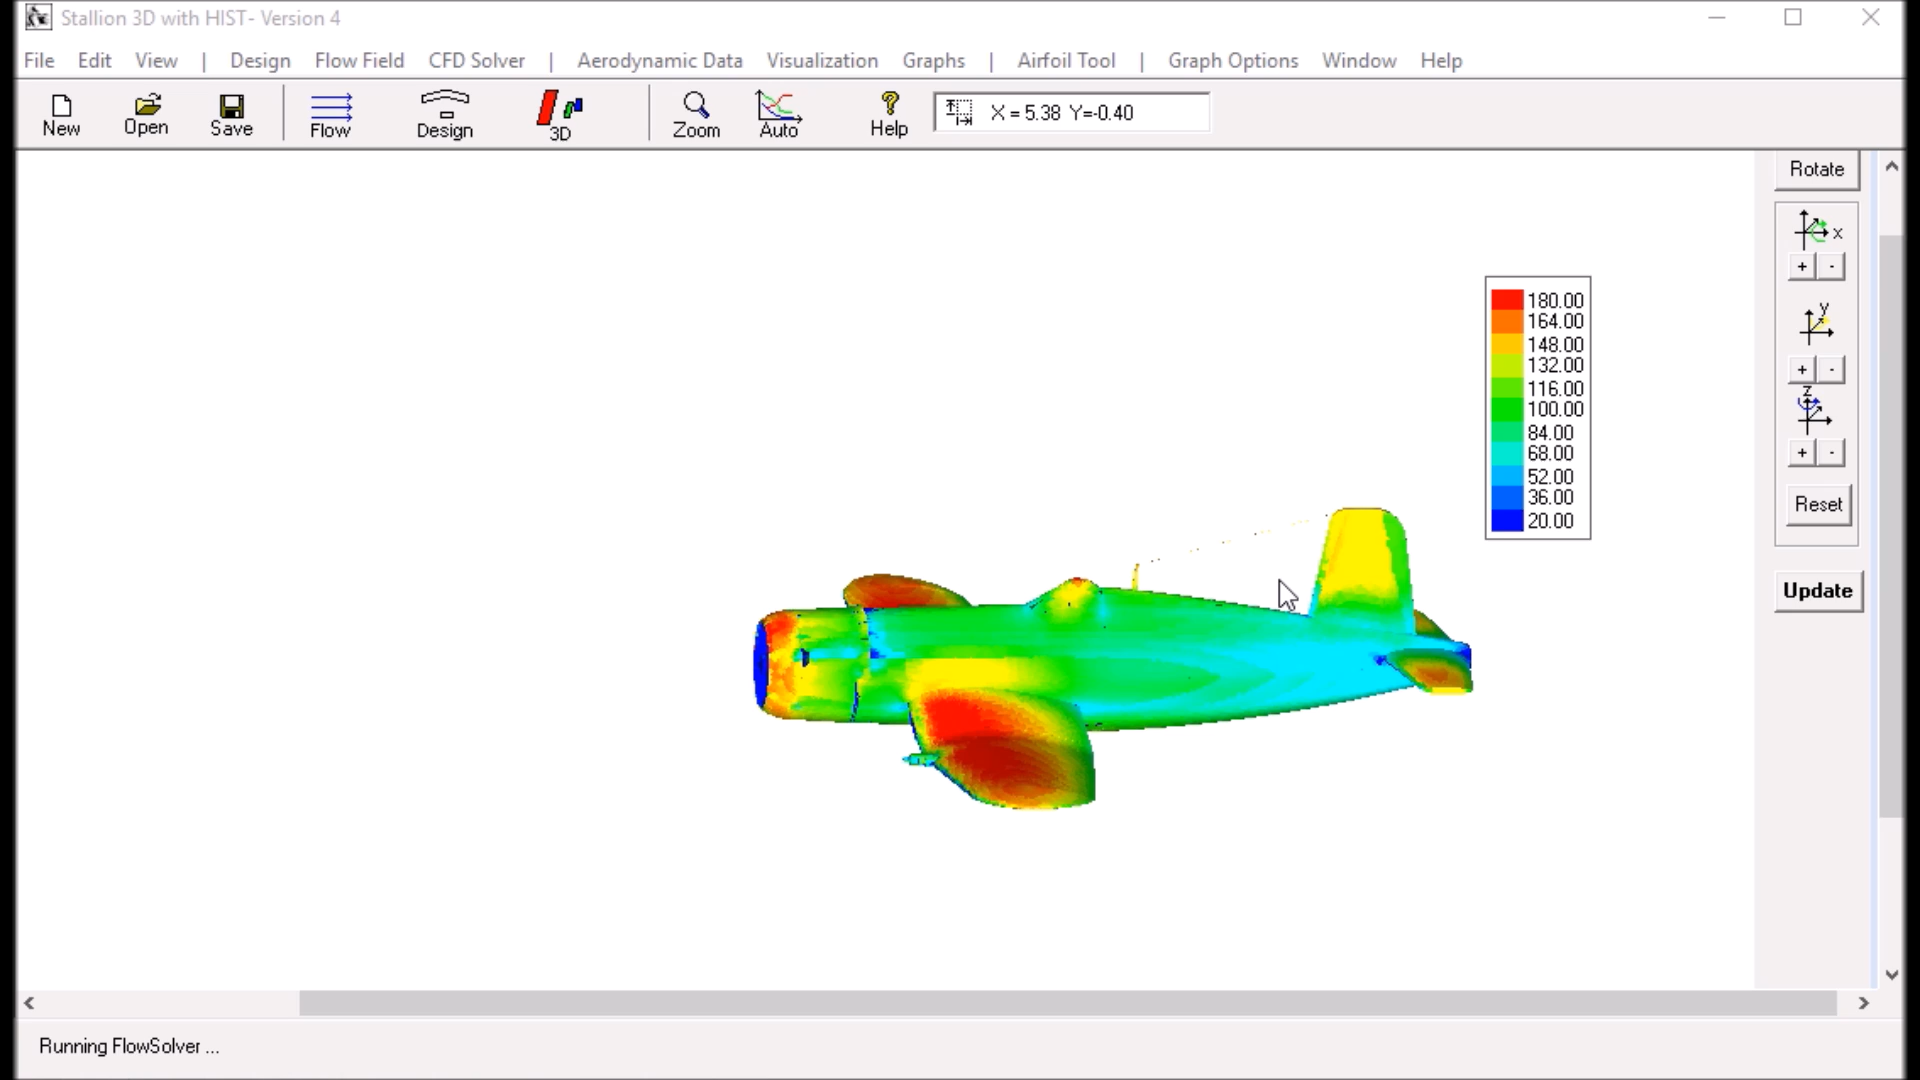 Stallion 3D with HIST- Version 4
File Edit View | Design Flow Field CFD Solver | Aerodynamic Data Visualization Graphs | Airfoil Tool | Graph Options Window Help
New Open Save Flow Design 3D Zoom Auto Help X = 5.38 Y=-0.40
Rotate
x
+ -
y
+ -
z
+ -
Reset
Update
180.00
164.00
148.00
132.00
116.00
100.00
84.00
68.00
52.00
36.00
20.00
Running FlowSolver ...